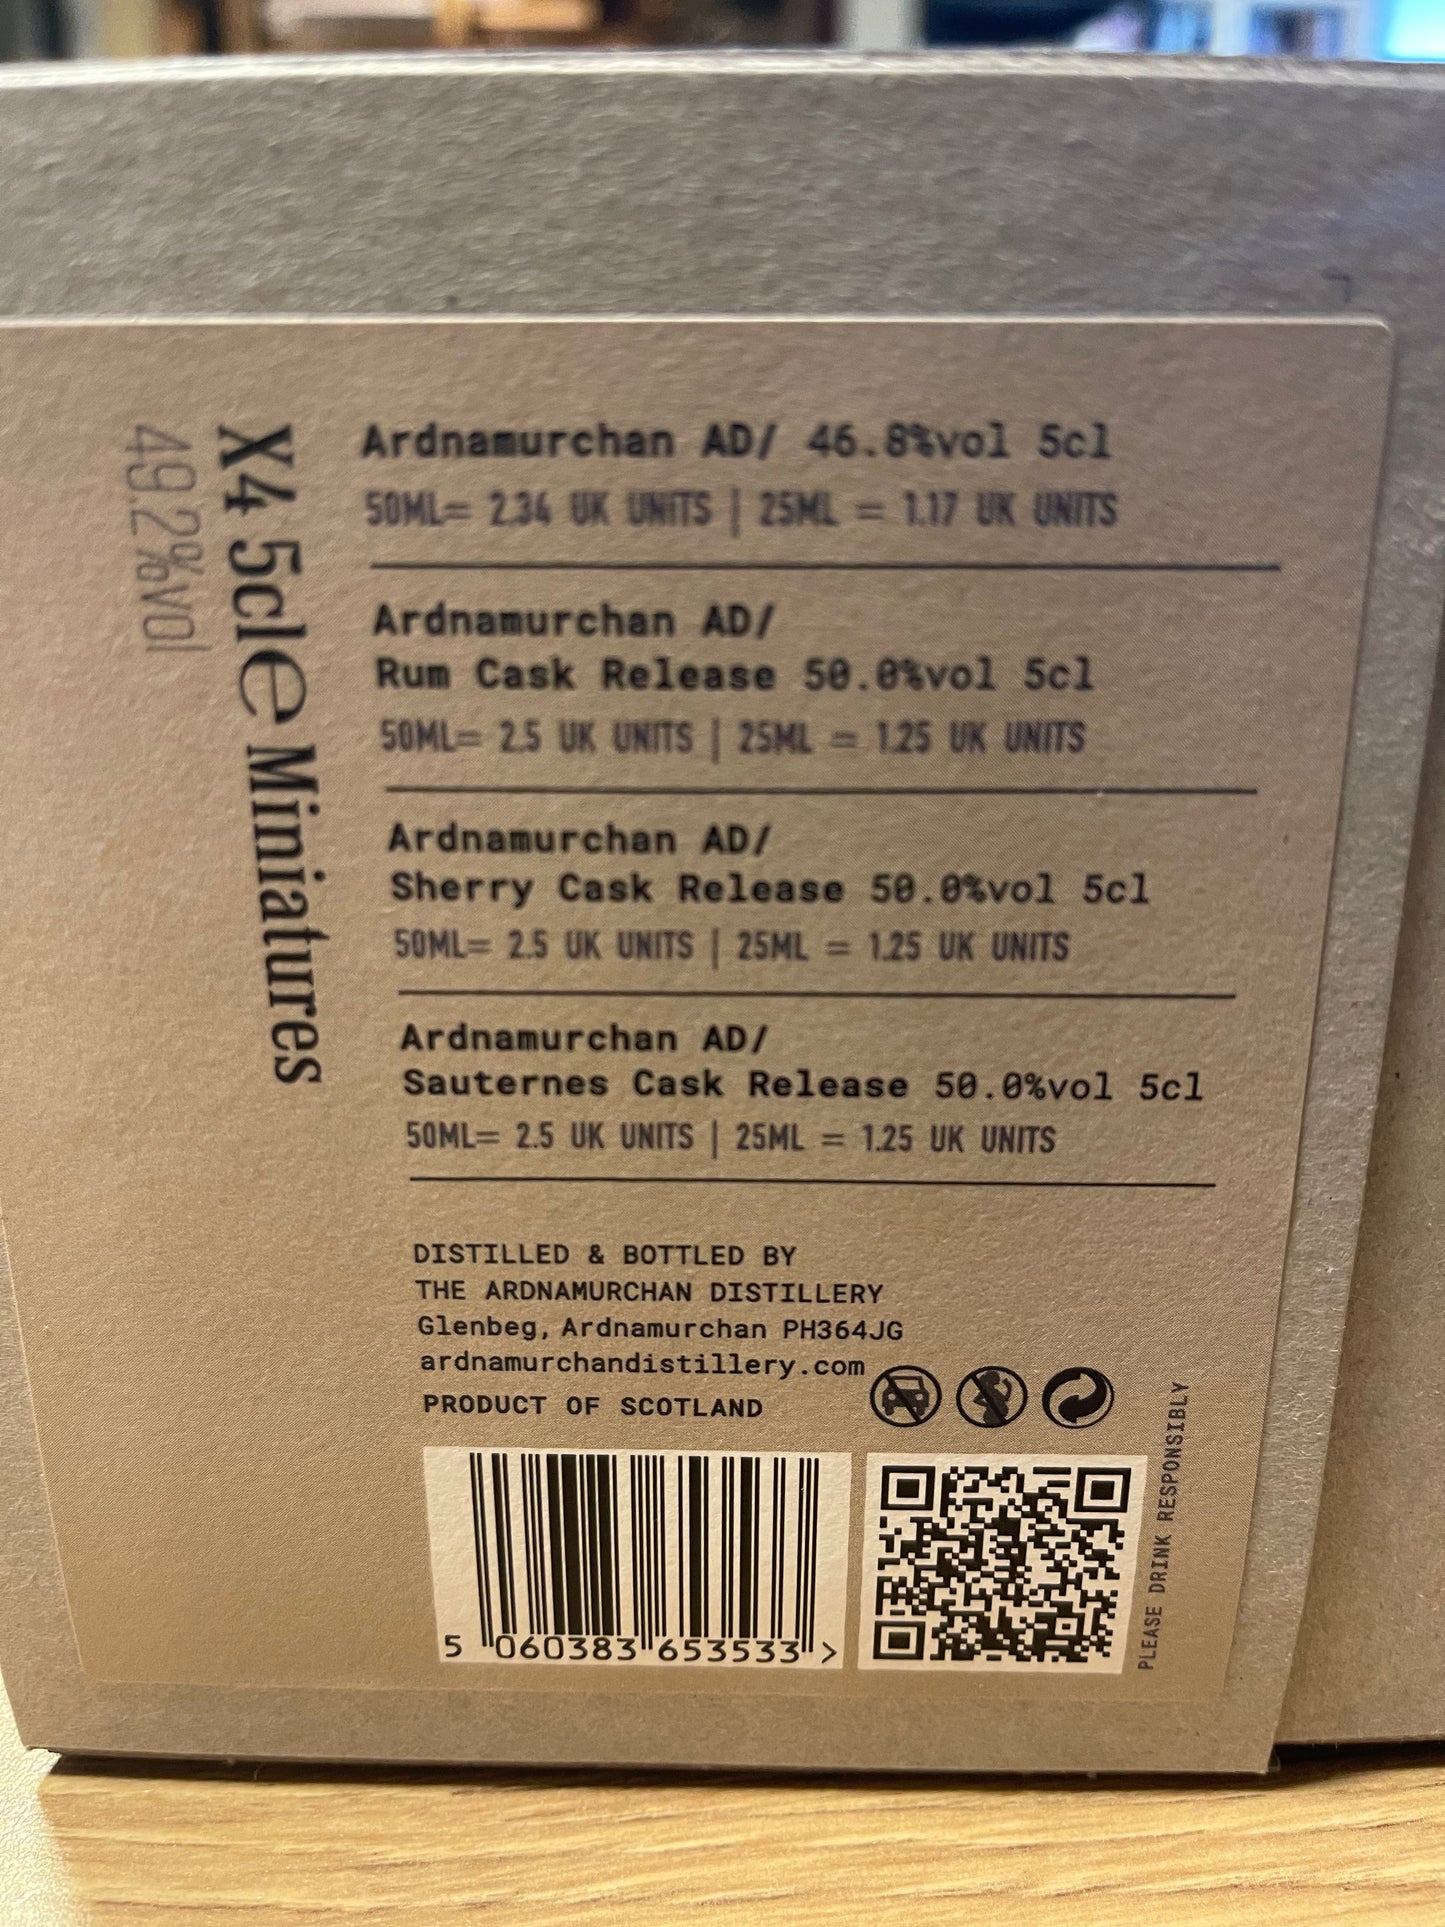 X4 5cl℮ Miniatures
49.2%vol
Ardnamurchan AD/ 46.8%vol 5cl
50ML= 2.34 UK UNITS | 25ML = 1.17 UK UNITS
Ardnamurchan AD/
Rum Cask Release 50.0%vol 5cl
50ML= 2.5 UK UNITS | 25ML = 1.25 UK UNITS
Ardnamurchan AD/
Sherry Cask Release 50.0%vol 5cl
50ML= 2.5 UK UNITS | 25ML = 1.25 UK UNITS
Ardnamurchan AD/
Sauternes Cask Release 50.0%vol 5cl
50ML= 2.5 UK UNITS | 25ML = 1.25 UK UNITS
DISTILLED & BOTTLED BY
THE ARDNAMURCHAN DISTILLERY
Glenbeg, Ardnamurchan PH364JG
ardnamurchandistillery.com
PRODUCT OF SCOTLAND
5 060383 653533 >
PLEASE DRINK RESPONSIBLY